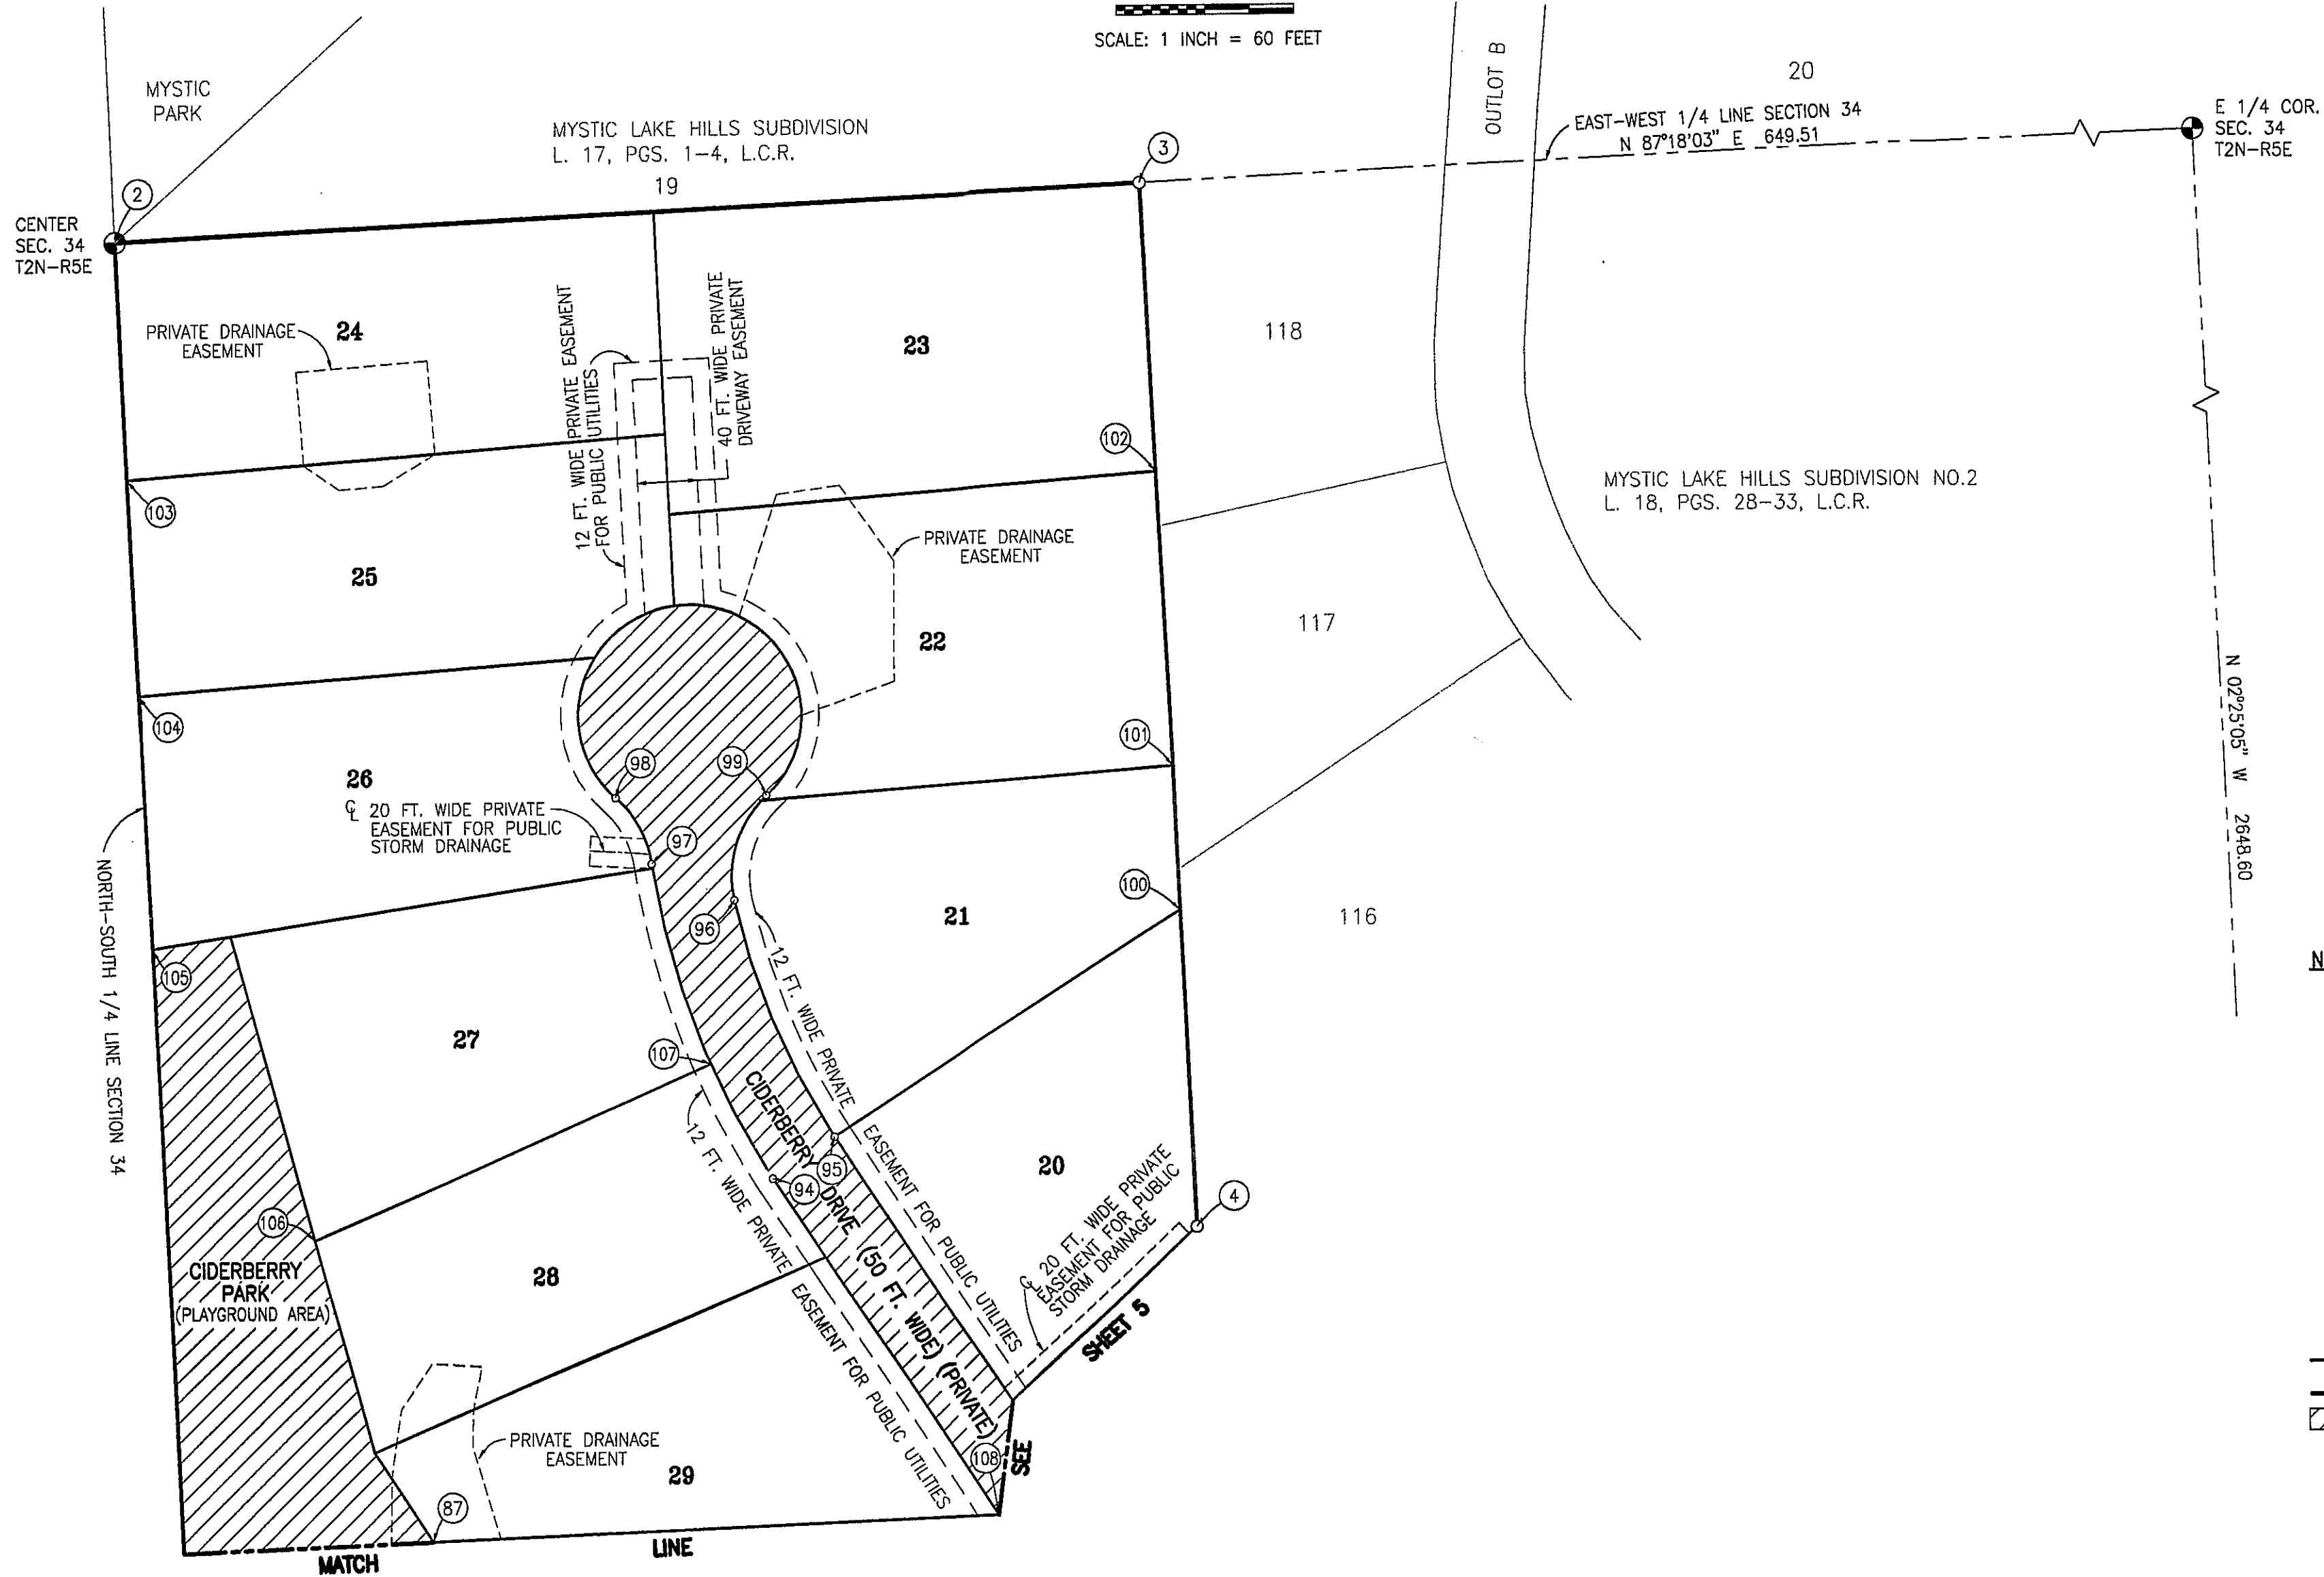 SCALE: 1 INCH = 60 FEET
MYSTIC
PARK
MYSTIC LAKE HILLS SUBDIVISION
L. 17, PGS. 1-4, L.C.R.
19
OUTLOT B
20
EAST-WEST 1/4 LINE SECTION 34
N 87°18'03" E 649.51
E 1/4 COR.
SEC. 34
T2N-R5E
2
3
CENTER
SEC. 34
T2N-R5E
PRIVATE DRAINAGE
EASEMENT
24
12 FT. WIDE PRIVATE EASEMENT
FOR PUBLIC UTILITIES
40 FT. WIDE PRIVATE
DRIVEWAY EASEMENT
23
118
102
MYSTIC LAKE HILLS SUBDIVISION NO.2
L. 18, PGS. 28-33, L.C.R.
103
25
PRIVATE DRAINAGE
EASEMENT
22
117
104
101
N 02°25'05" W 2648.60
98
99
26
℄ 20 FT. WIDE PRIVATE
EASEMENT FOR PUBLIC
STORM DRAINAGE
97
100
96
21
116
NORTH-SOUTH 1/4 LINE SECTION 34
105
N
27
107
12 FT. WIDE PRIVATE
EASEMENT FOR PUBLIC UTILITIES
CIDERBERRY DRIVE (50 FT. WIDE) (PRIVATE)
12 FT. WIDE PRIVATE EASEMENT FOR PUBLIC UTILITIES
95
94
20
℄ 20 FT. WIDE PRIVATE
EASEMENT FOR PUBLIC
STORM DRAINAGE
4
106
CIDERBERRY
PARK
(PLAYGROUND AREA)
28
SEE
SHEET 5
PRIVATE DRAINAGE
EASEMENT
29
108
87
MATCH
LINE